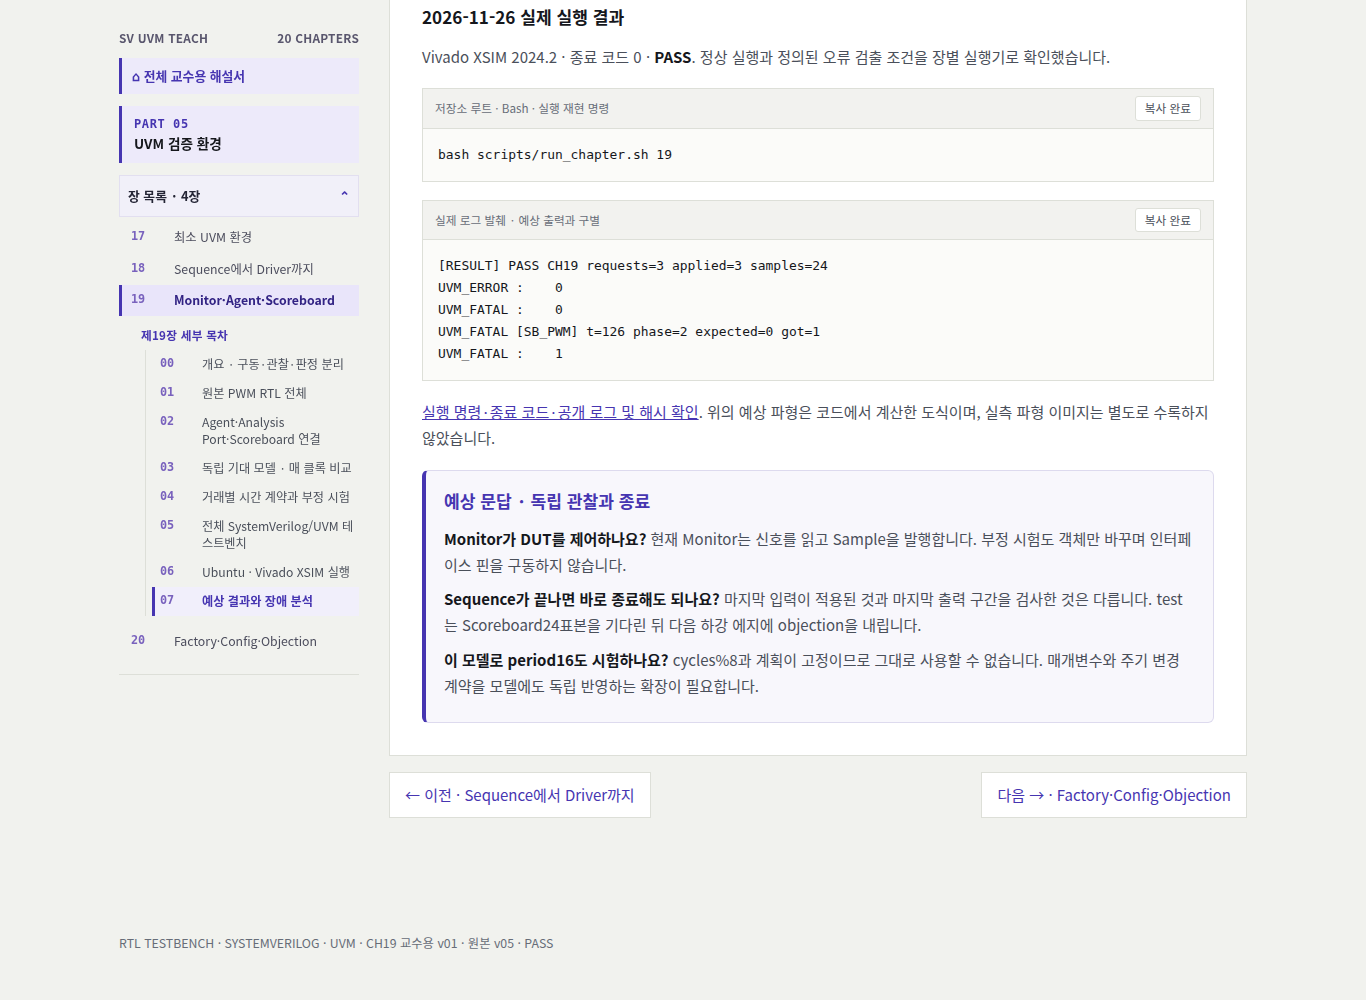 SV UVM TEACH
20 CHAPTERS
⌂ 전체 교수용 해설서
PART 05
UVM 검증 환경
장 목록 · 4장
17 최소 UVM 환경
18 Sequence에서 Driver까지
19 Monitor·Agent·Scoreboard
제19장 세부 목차
00 개요 · 구동·관찰·판정 분리
01 원본 PWM RTL 전체
02 Agent·Analysis
Port·Scoreboard 연결
03 독립 기대 모델 · 매 클록 비교
04 거래별 시간 계약과 부정 시험
05 전체 SystemVerilog/UVM 테
스트벤치
06 Ubuntu · Vivado XSIM 실행
07 예상 결과와 장애 분석
20 Factory·Config·Objection
2026-11-26 실제 실행 결과
Vivado XSIM 2024.2 · 종료 코드 0 · PASS. 정상 실행과 정의된 오류 검출 조건을 장별 실행기로 확인했습니다.
저장소 루트 · Bash · 실행 재현 명령
복사 완료
bash scripts/run_chapter.sh 19
실제 로그 발췌 · 예상 출력과 구별
복사 완료
[RESULT] PASS CH19 requests=3 applied=3 samples=24
UVM_ERROR :    0
UVM_FATAL :    0
UVM_FATAL [SB_PWM] t=126 phase=2 expected=0 got=1
UVM_FATAL :    1
실행 명령·종료 코드·공개 로그 및 해시 확인. 위의 예상 파형은 코드에서 계산한 도식이며, 실측 파형 이미지는 별도로 수록하지
않았습니다.
예상 문답 · 독립 관찰과 종료
Monitor가 DUT를 제어하나요? 현재 Monitor는 신호를 읽고 Sample을 발행합니다. 부정 시험도 객체만 바꾸며 인터페
이스 핀을 구동하지 않습니다.
Sequence가 끝나면 바로 종료해도 되나요? 마지막 입력이 적용된 것과 마지막 출력 구간을 검사한 것은 다릅니다. test
는 Scoreboard24표본을 기다린 뒤 다음 하강 에지에 objection을 내립니다.
이 모델로 period16도 시험하나요? cycles%8과 계획이 고정이므로 그대로 사용할 수 없습니다. 매개변수와 주기 변경
계약을 모델에도 독립 반영하는 확장이 필요합니다.
← 이전 · Sequence에서 Driver까지
다음 → · Factory·Config·Objection
RTL TESTBENCH · SYSTEMVERILOG · UVM · CH19 교수용 v01 · 원본 v05 · PASS